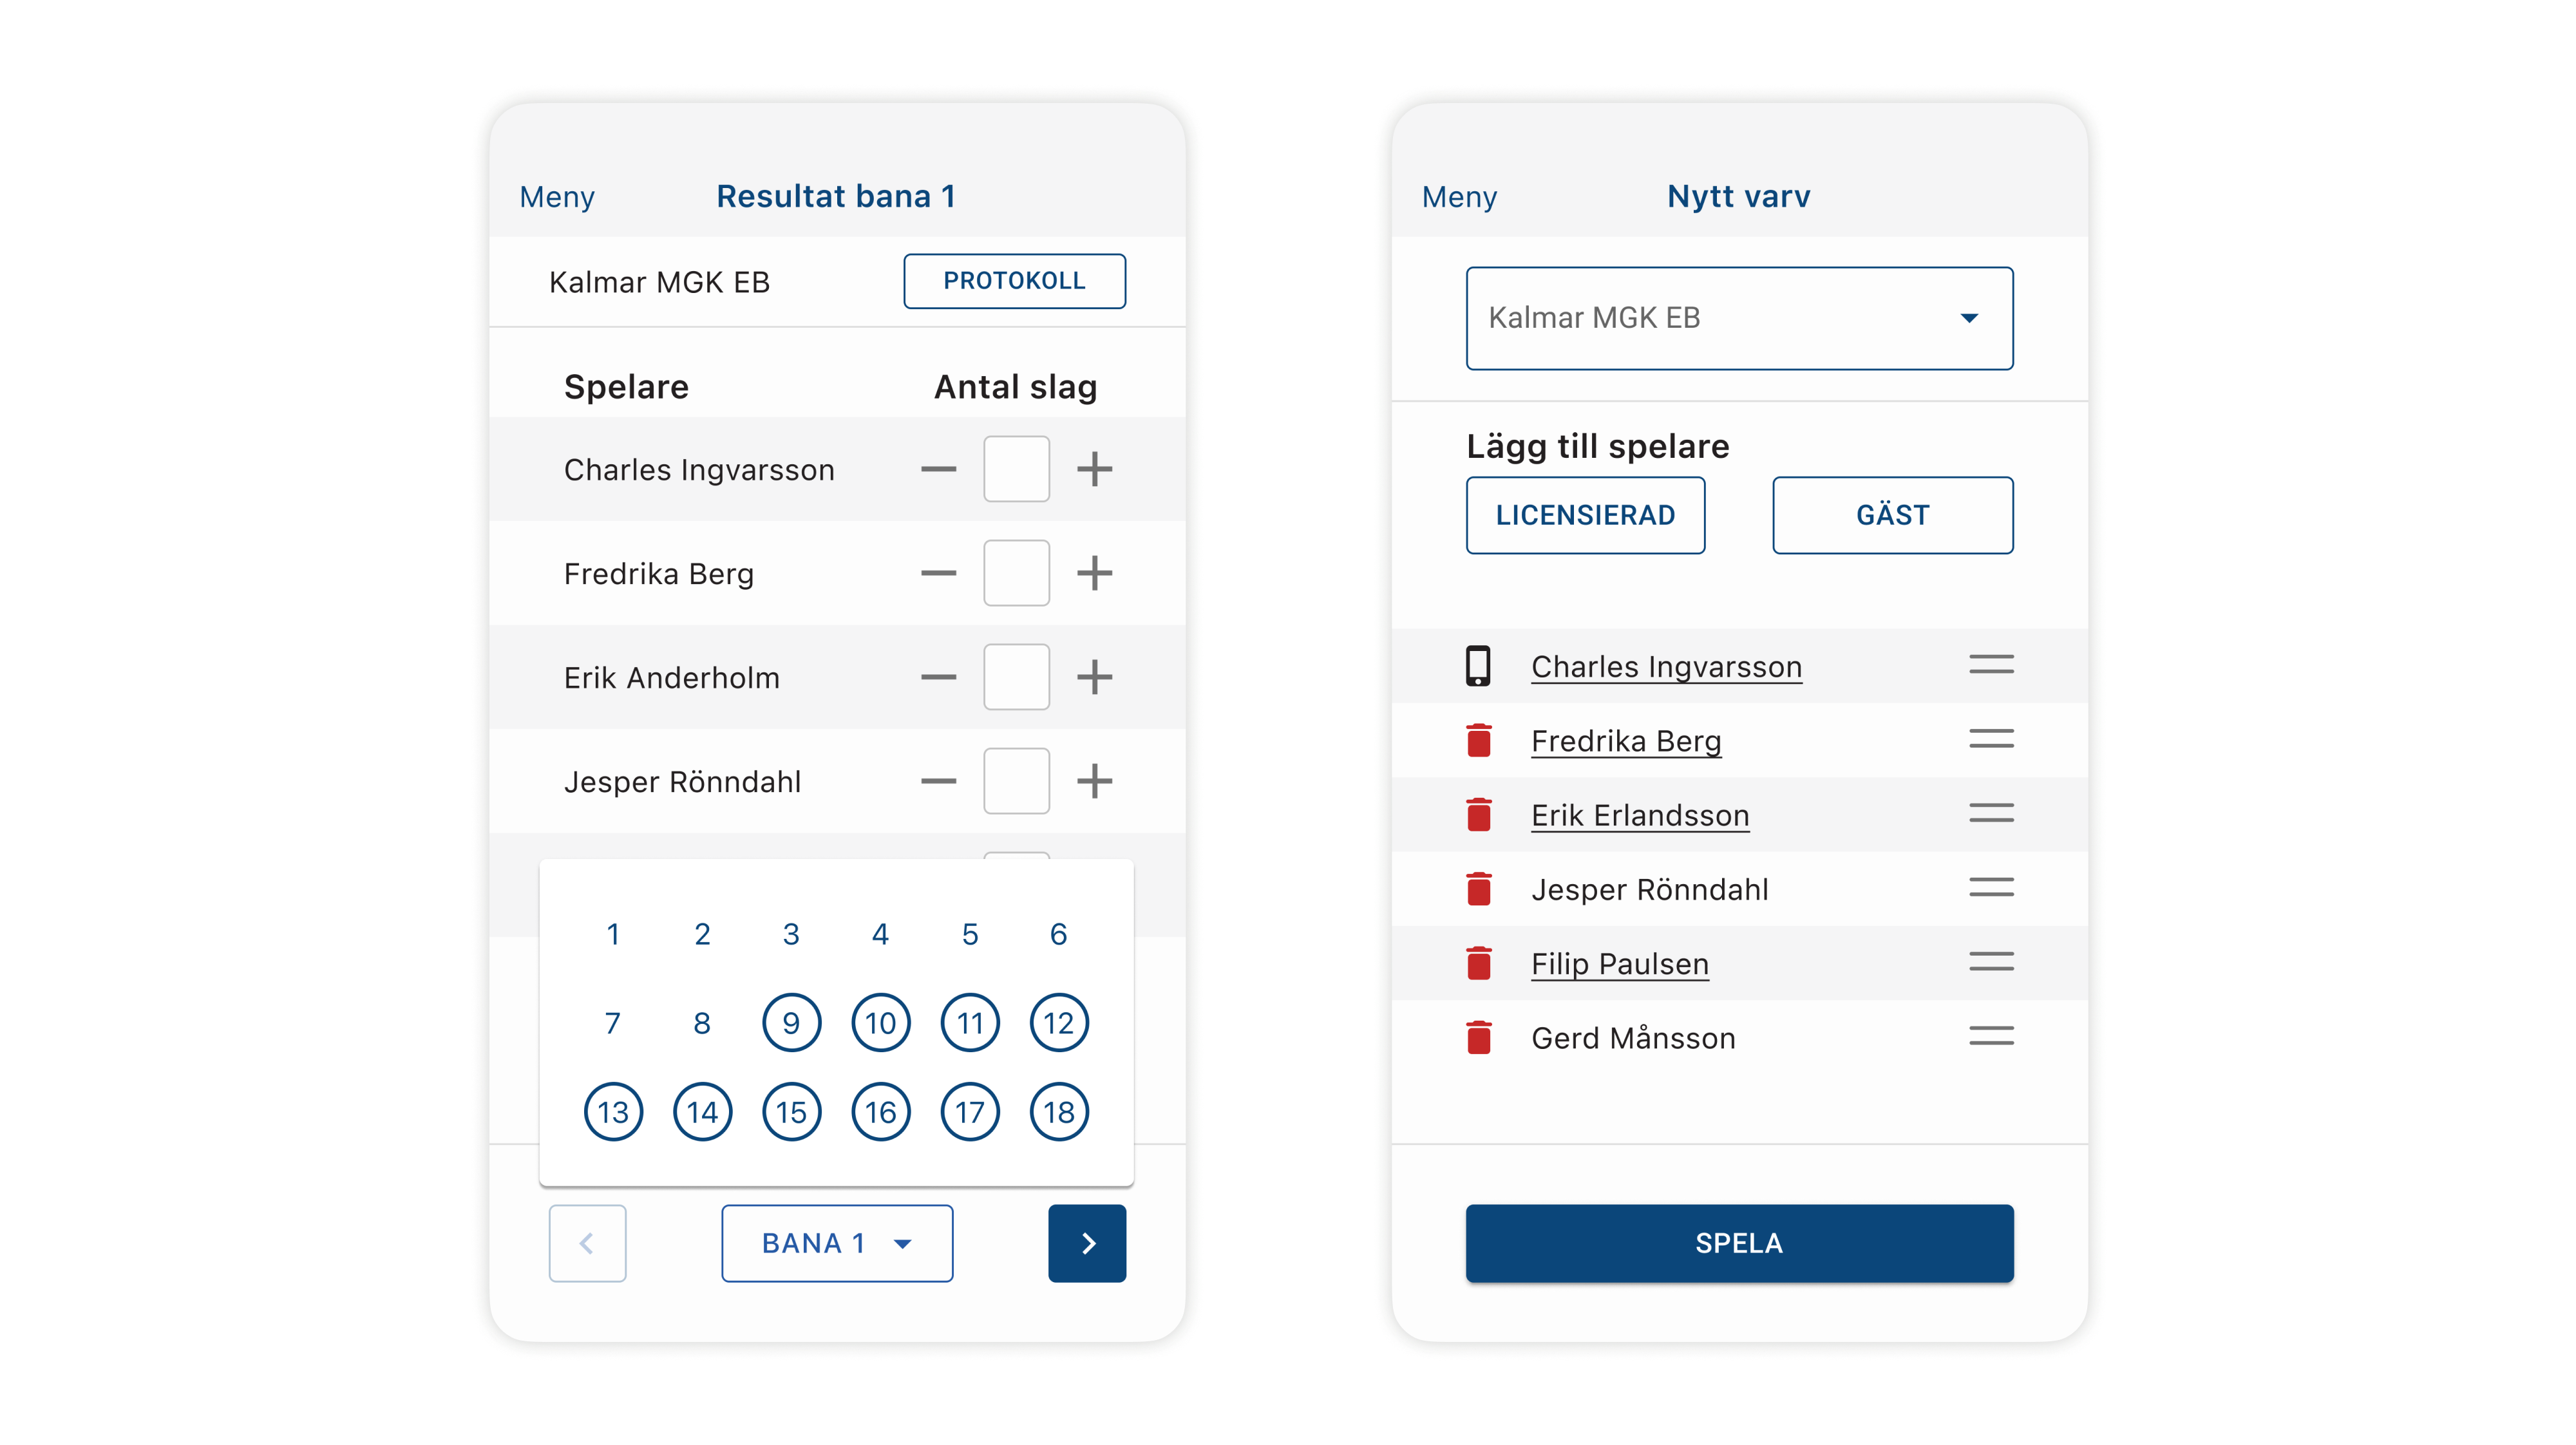 Meny
Resultat bana 1
Kalmar MGK EB
PROTOKOLL
Spelare
Antal slag
Charles Ingvarsson
Fredrika Berg
Erik Anderholm
Jesper Rönndahl
1 2 3 4 5 6
7 8 9 10 11 12
13 14 15 16 17 18
BANA 1
Meny
Nytt varv
Kalmar MGK EB
Lägg till spelare
LICENSIERAD
GÄST
Charles Ingvarsson
Fredrika Berg
Erik Erlandsson
Jesper Rönndahl
Filip Paulsen
Gerd Månsson
SPELA